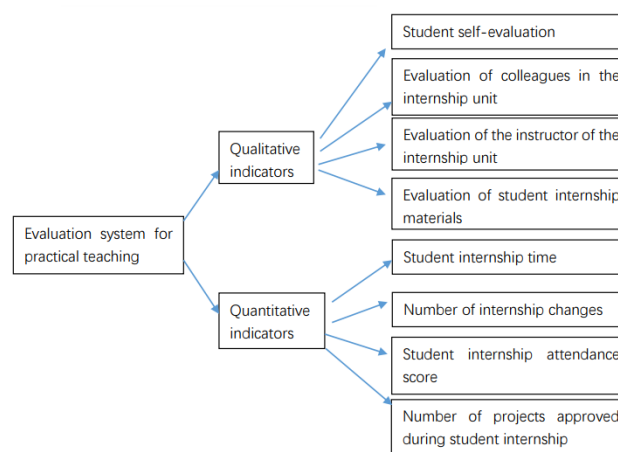 Student self-evaluation
Evaluation of colleagues in the
internship unit
Evaluation of the instructor of the
internship unit
Evaluation of student internship
materials
Qualitative
indicators
Evaluation system for
practical teaching
Student internship time
Number of internship changes
Quantitative
indicators
Student internship attendance
score
Number of projects approved
during student internship